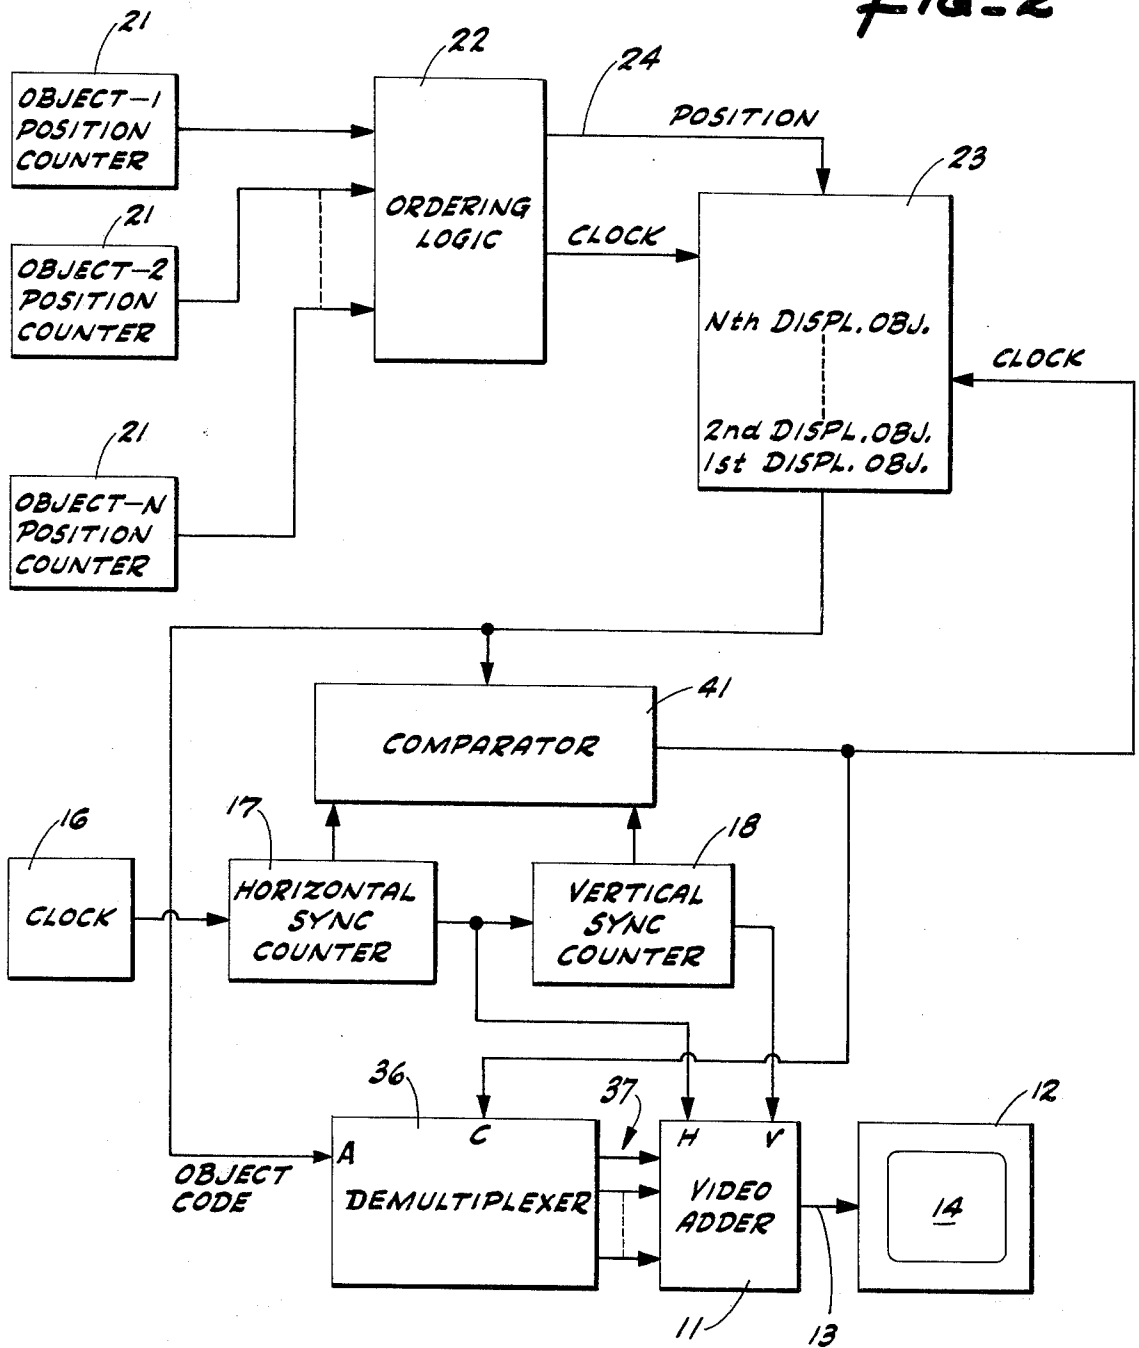 FIG-2
21
OBJECT-1
POSITION
COUNTER
22
ORDERING
LOGIC
24
POSITION
CLOCK
23
Nth DISPL. OBJ.
2nd DISPL. OBJ.
1st DISPL. OBJ.
CLOCK
21
OBJECT-2
POSITION
COUNTER
21
OBJECT-N
POSITION
COUNTER
41
COMPARATOR
16
CLOCK
17
HORIZONTAL
SYNC
COUNTER
18
VERTICAL
SYNC
COUNTER
36
C
A
DEMULTIPLEXER
OBJECT
CODE
37
H V
VIDEO
ADDER
11
13
12
14